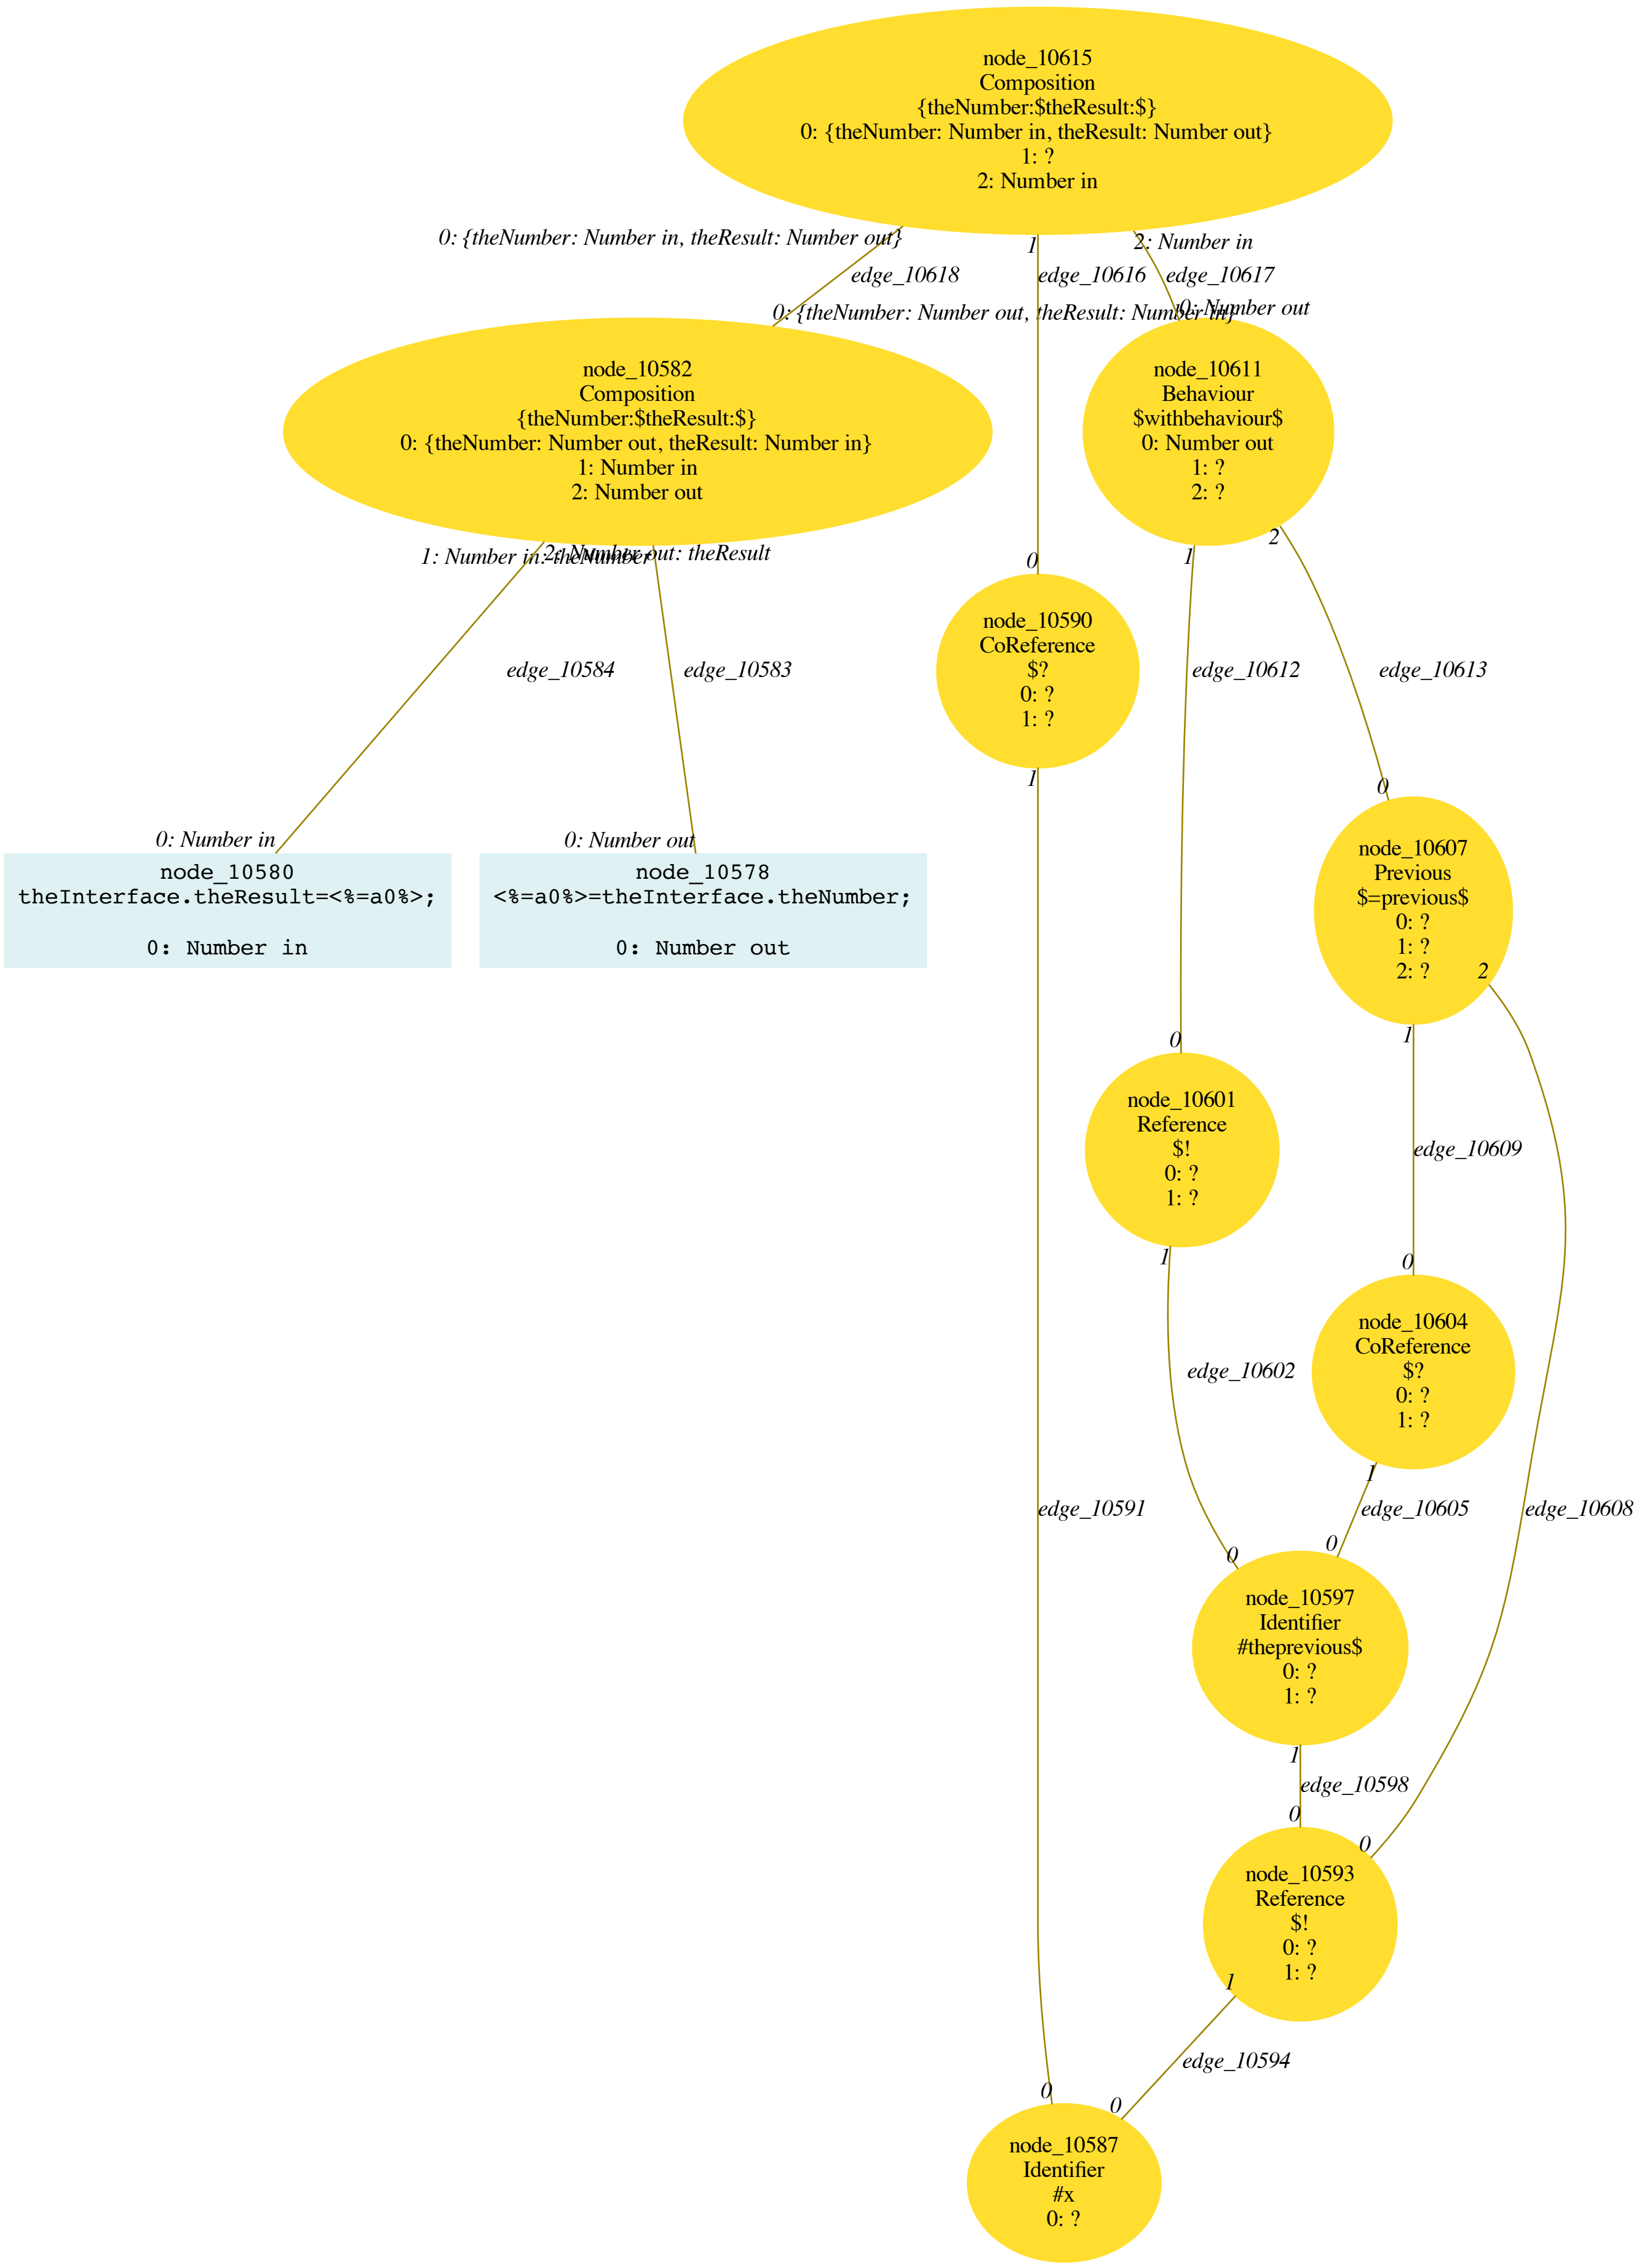 node_10615
Composition
{theNumber:$theResult:$}
0: {theNumber: Number in, theResult: Number out}
1: ?
2: Number in
0: {theNumber: Number in, theResult: Number out}
1
2: Number in
edge_10618
edge_10616
edge_10617
0: {theNumber: Number out, theResult: Number in}
0: Number out
node_10582
Composition
{theNumber:$theResult:$}
0: {theNumber: Number out, theResult: Number in}
1: Number in
2: Number out
node_10611
Behaviour
$withbehaviour$
0: Number out
1: ?
2: ?
1: Number in: theNumber
2: Number out: theResult
1
2
0
node_10590
CoReference
$?
0: ?
1: ?
edge_10584
edge_10583
edge_10612
edge_10613
1
0
0: Number in
0: Number out
node_10580
theInterface.theResult=<%=a0%>;
0: Number in
node_10578
<%=a0%>=theInterface.theNumber;
0: Number out
node_10607
Previous
$=previous$
0: ?
1: ?
2: ?
2
1
0
node_10601
Reference
$!
0: ?
1: ?
edge_10609
1
0
node_10604
CoReference
$?
0: ?
1: ?
edge_10602
1
edge_10591
edge_10605
edge_10608
0
0
node_10597
Identifier
#theprevious$
0: ?
1: ?
1
edge_10598
0
0
node_10593
Reference
$!
0: ?
1: ?
1
edge_10594
0
0
node_10587
Identifier
#x
0: ?